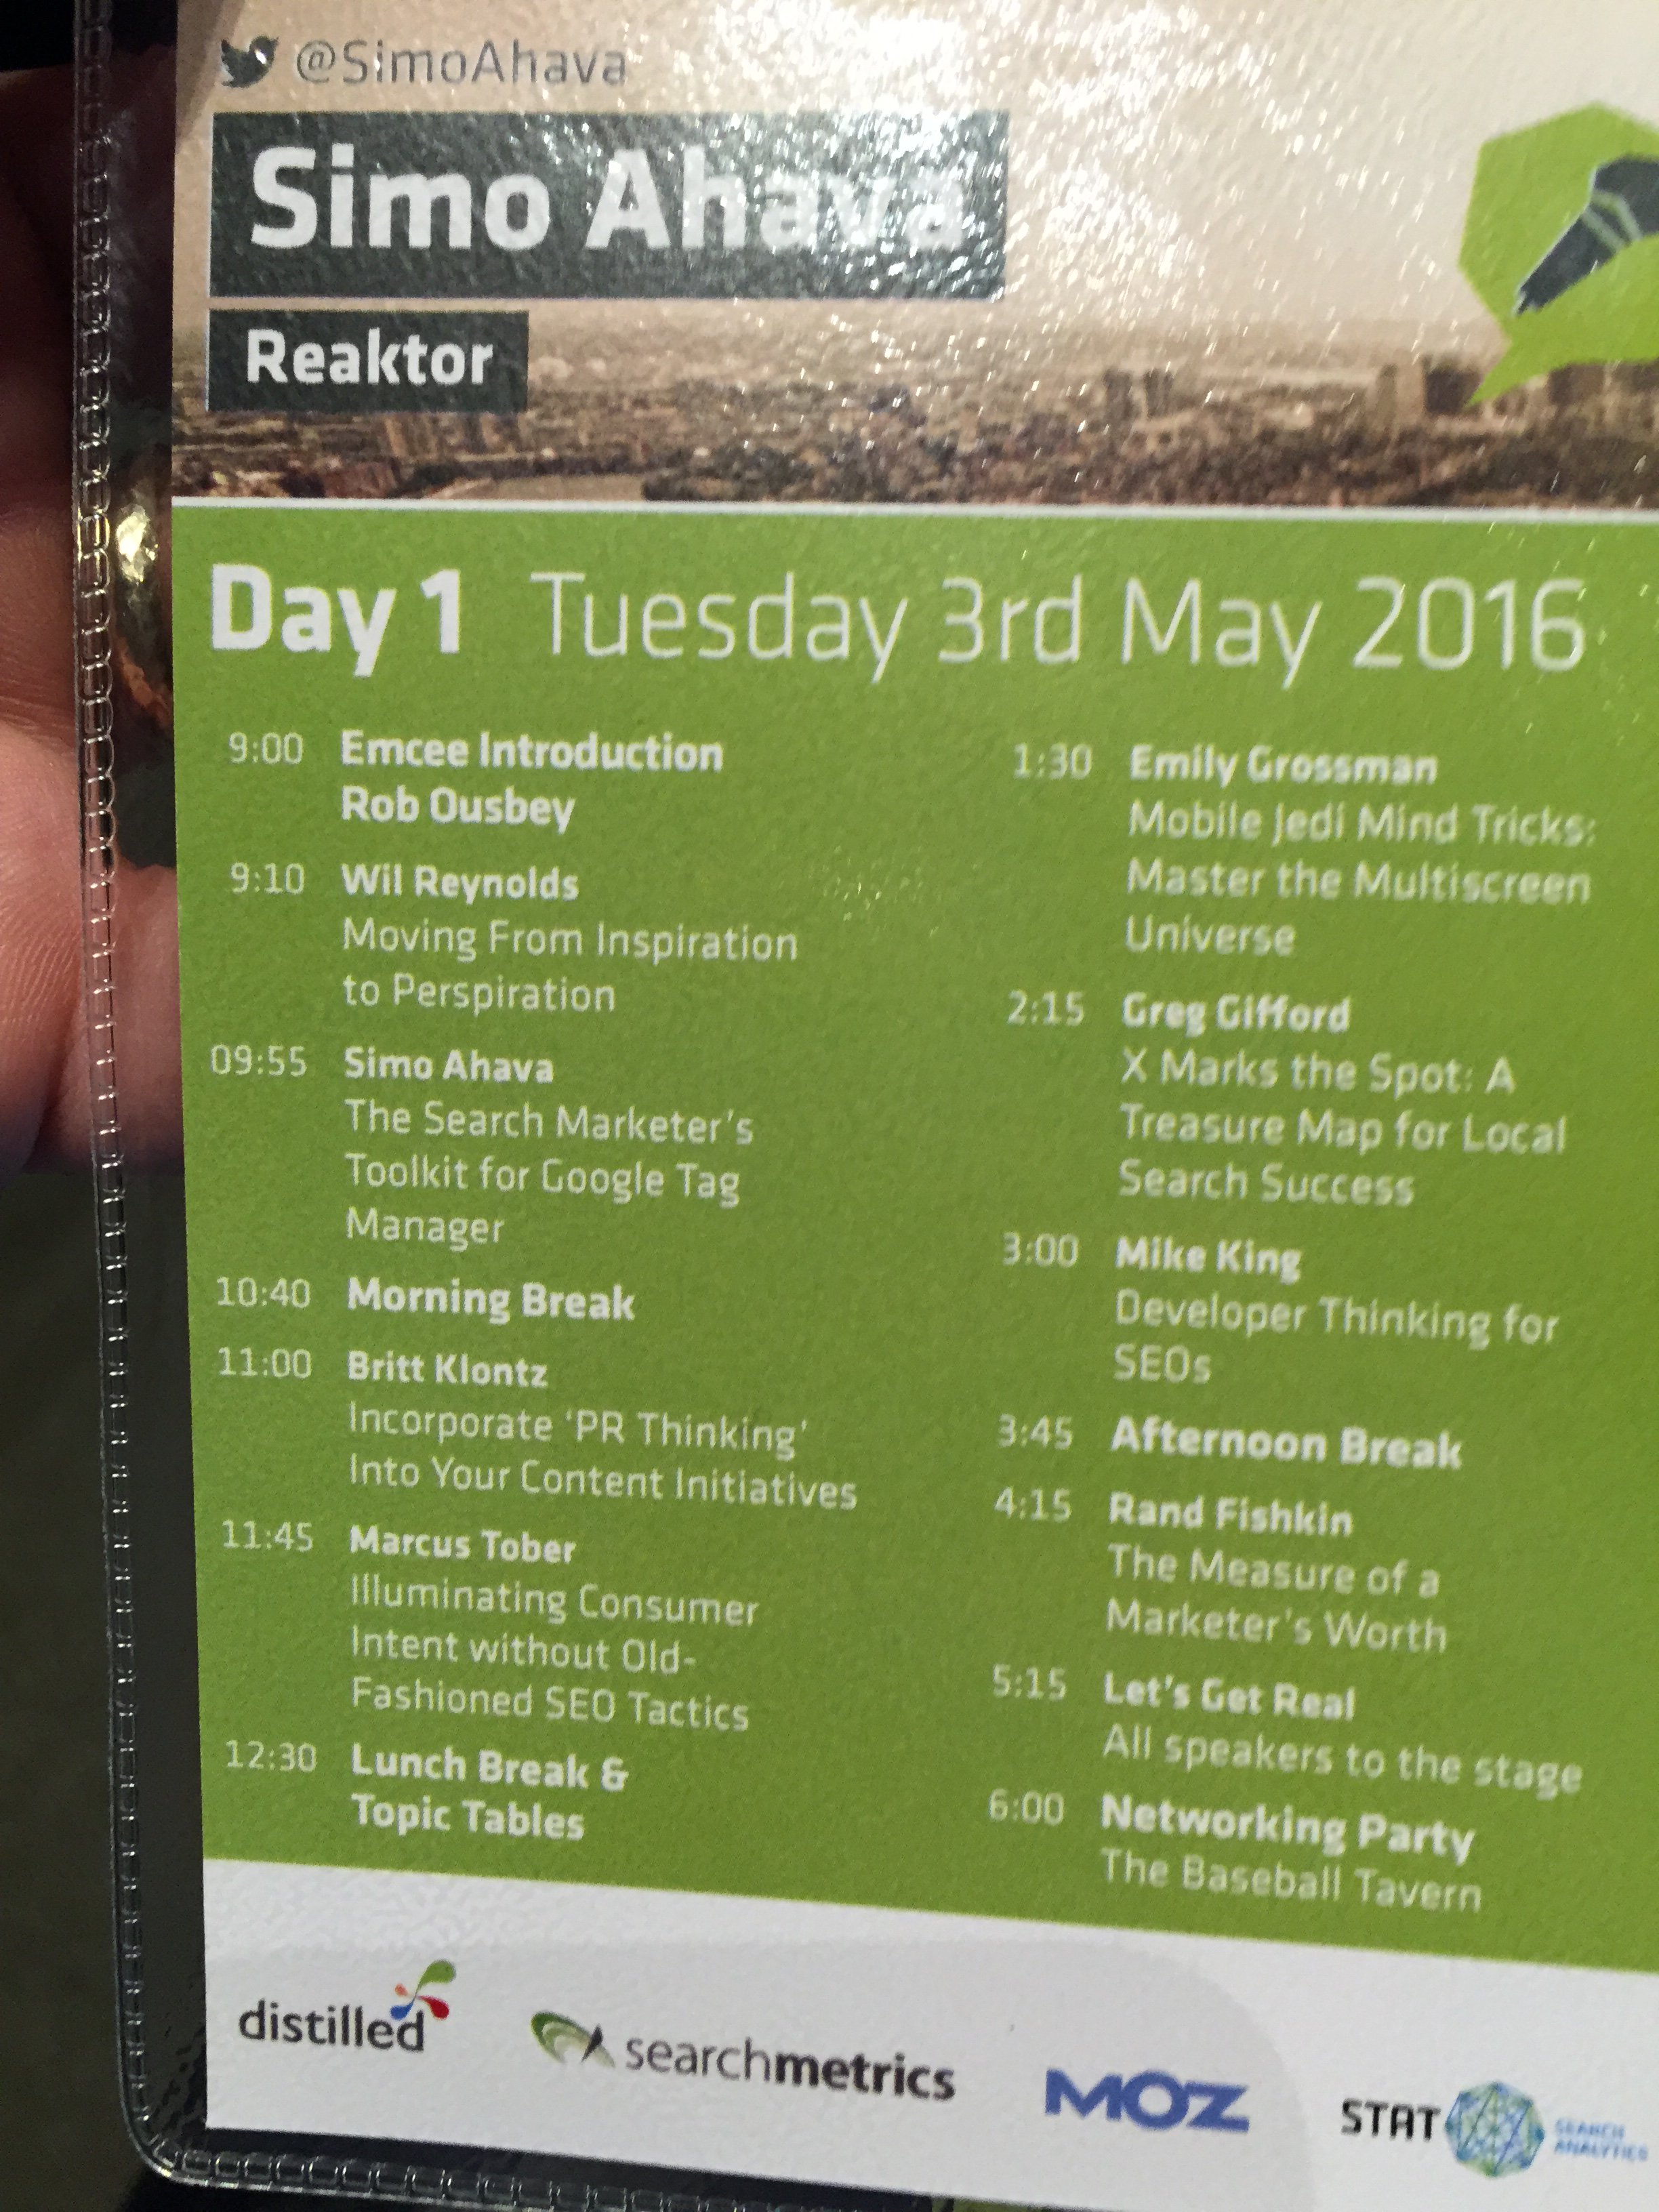 @SimoAhava
Simo Ahava
Reaktor
Day 1 Tuesday 3rd May 2016
9:00 Emcee Introduction
Rob Ousbey
9:10 Wil Reynolds
Moving From Inspiration
to Perspiration
09:55 Simo Ahava
The Search Marketer's
Toolkit for Google Tag
Manager
10:40 Morning Break
11:00 Britt Klontz
Incorporate 'PR Thinking'
Into Your Content Initiatives
11:45 Marcus Tober
Illuminating Consumer
Intent without Old-
Fashioned SEO Tactics
12:30 Lunch Break &
Topic Tables
1:30 Emily Grossman
Mobile Jedi Mind Tricks:
Master the Multiscreen
Universe
2:15 Greg Gifford
X Marks the Spot: A
Treasure Map for Local
Search Success
3:00 Mike King
Developer Thinking for
SEOs
3:45 Afternoon Break
4:15 Rand Fishkin
The Measure of a
Marketer's Worth
5:15 Let's Get Real
All speakers to the stage
6:00 Networking Party
The Baseball Tavern
distilled
searchmetrics
MOZ
STAT
SEARCH
ANALYTICS